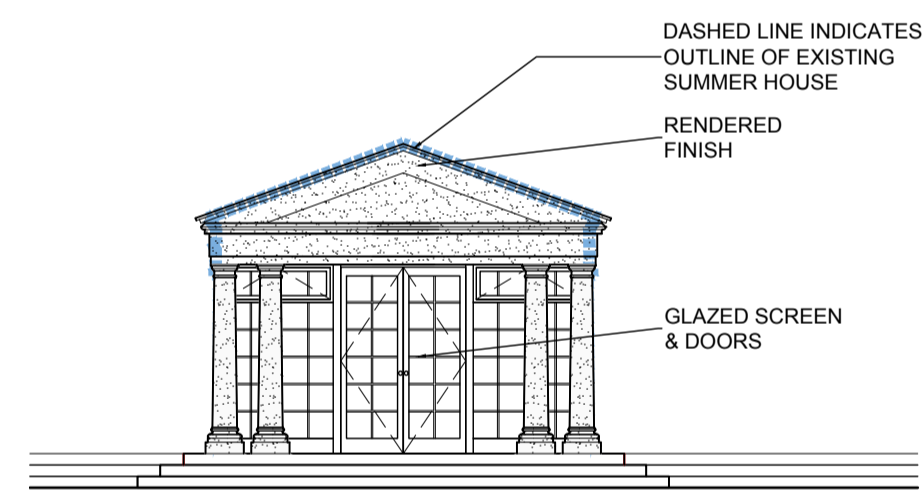 DASHED LINE INDICATES
OUTLINE OF EXISTING
SUMMER HOUSE
RENDERED
FINISH
GLAZED SCREEN
& DOORS